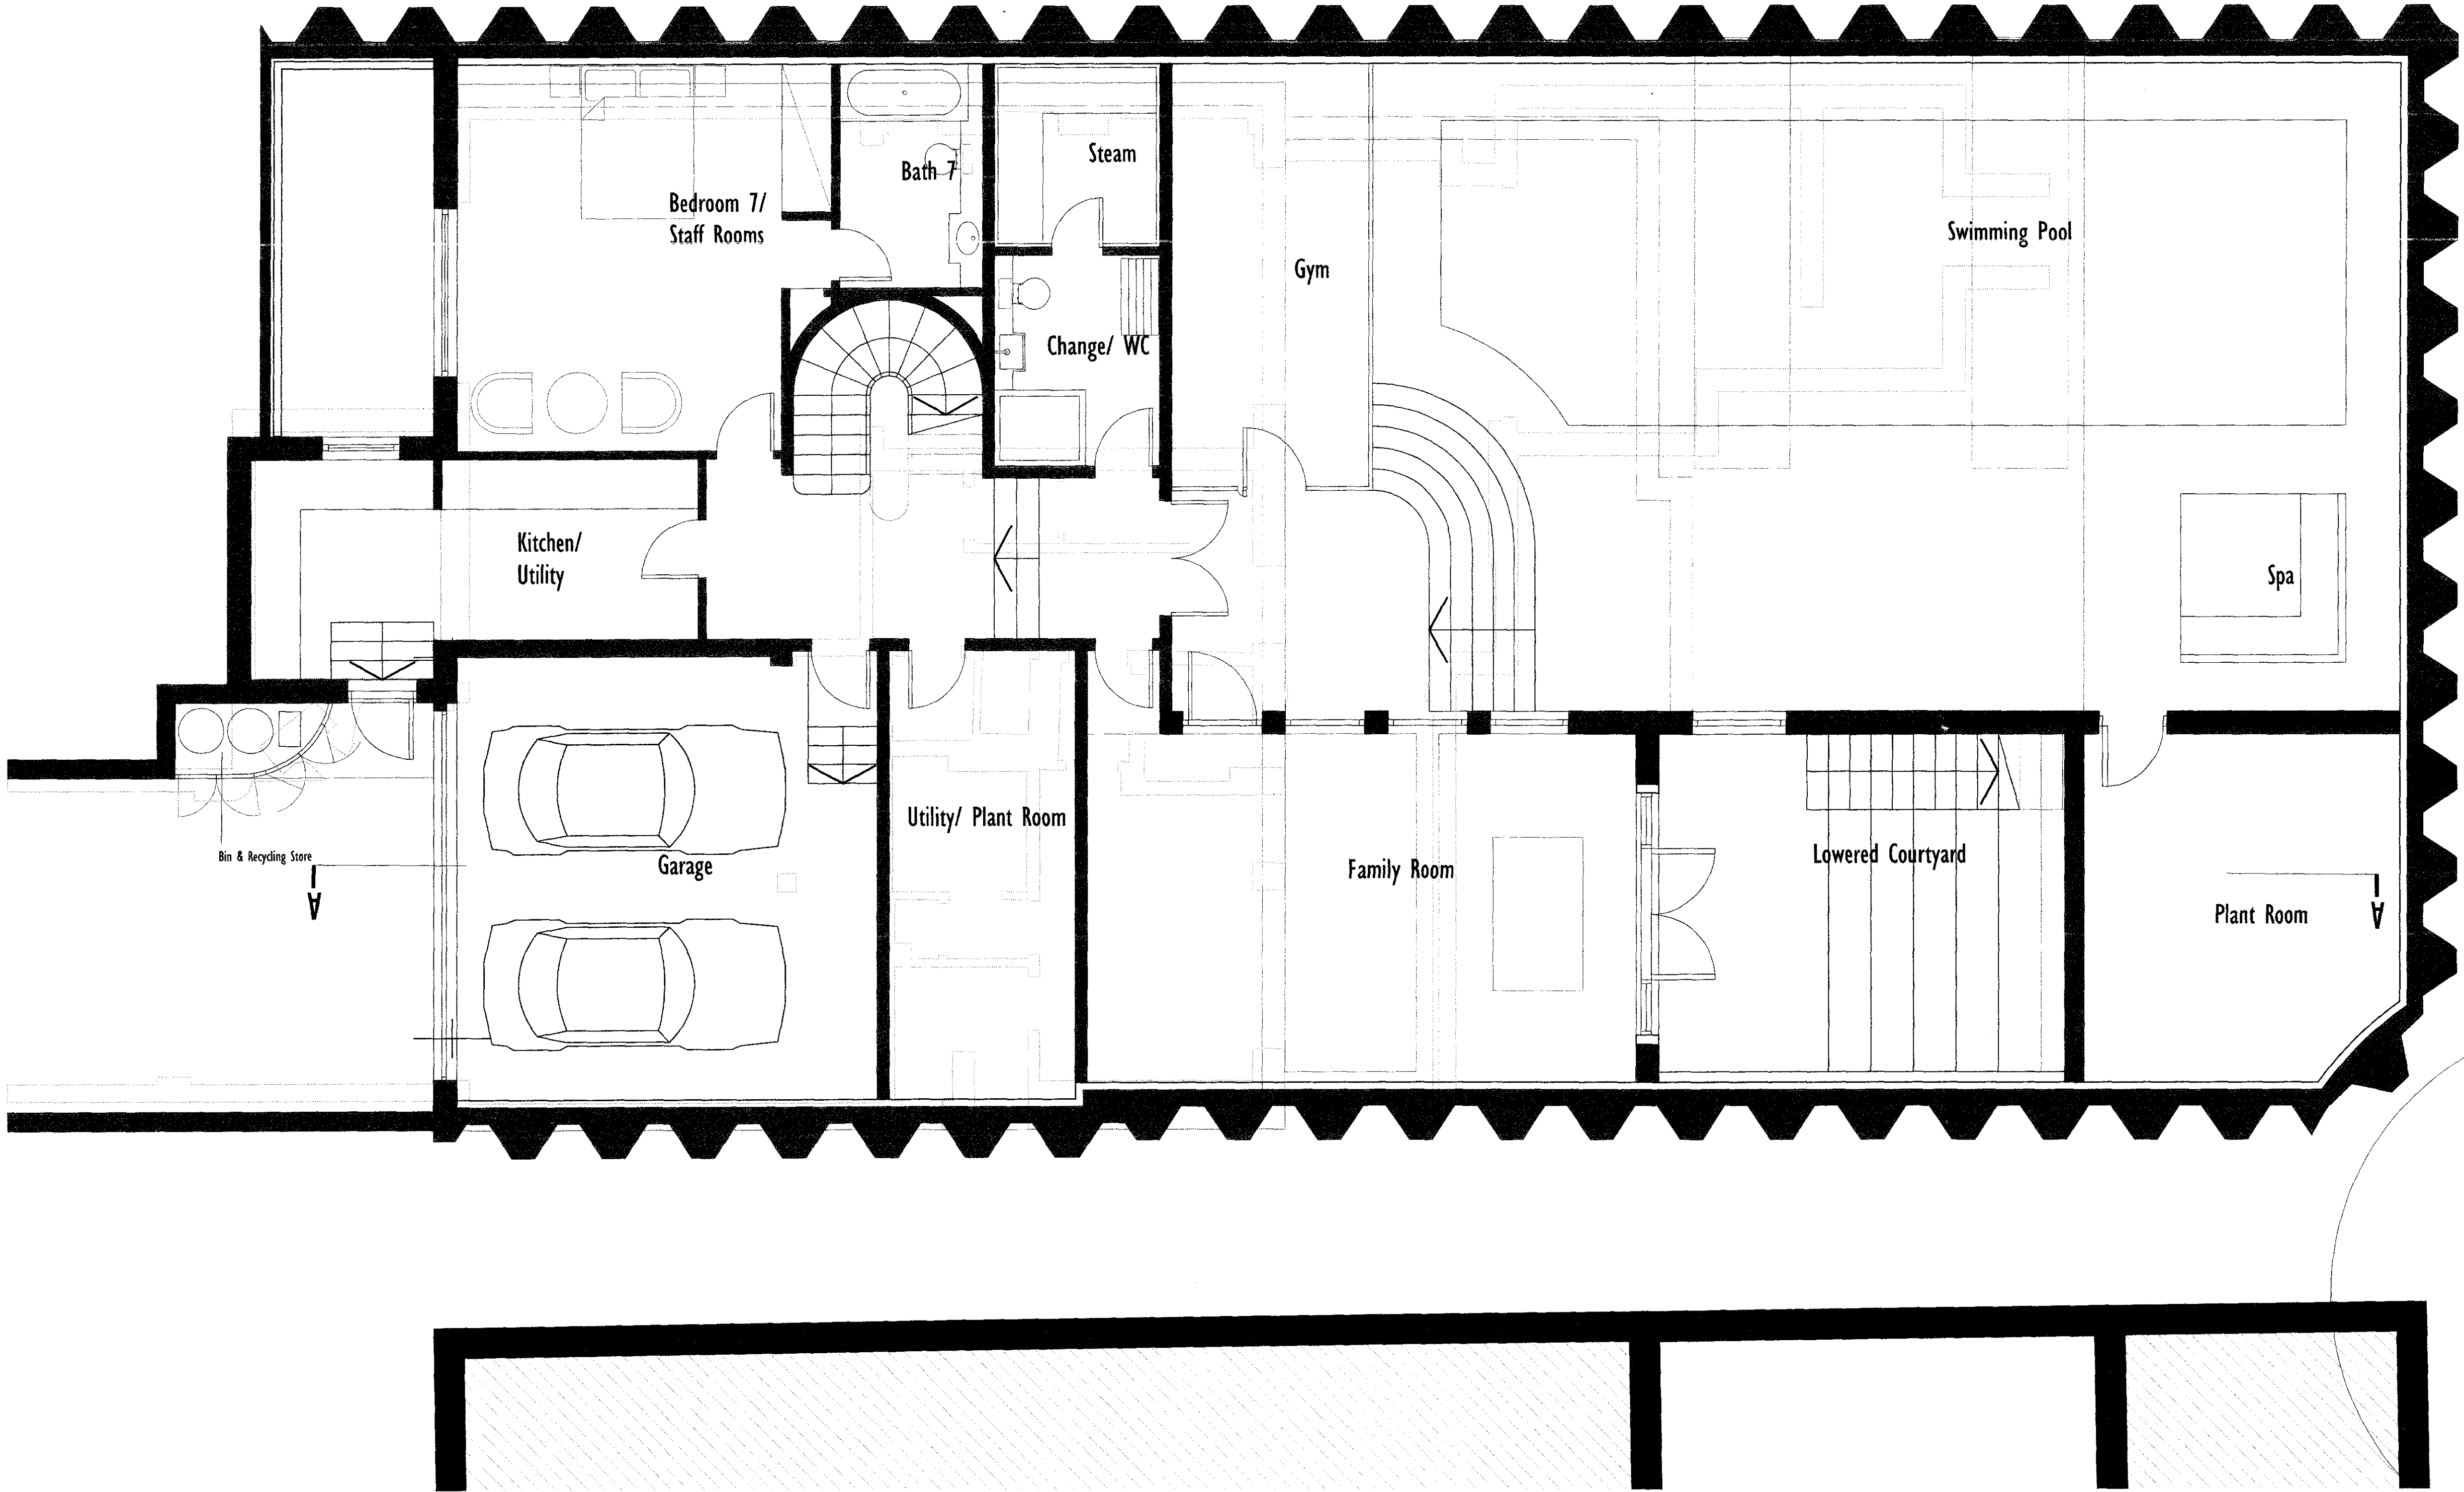 Bedroom 7/
Staff Rooms
Bath 7
Steam
Change/ WC
Gym
Swimming Pool
Spa
Kitchen/
Utility
Bin & Recycling Store
A
Garage
Utility/ Plant Room
Family Room
Lowered Courtyard
Plant Room
A